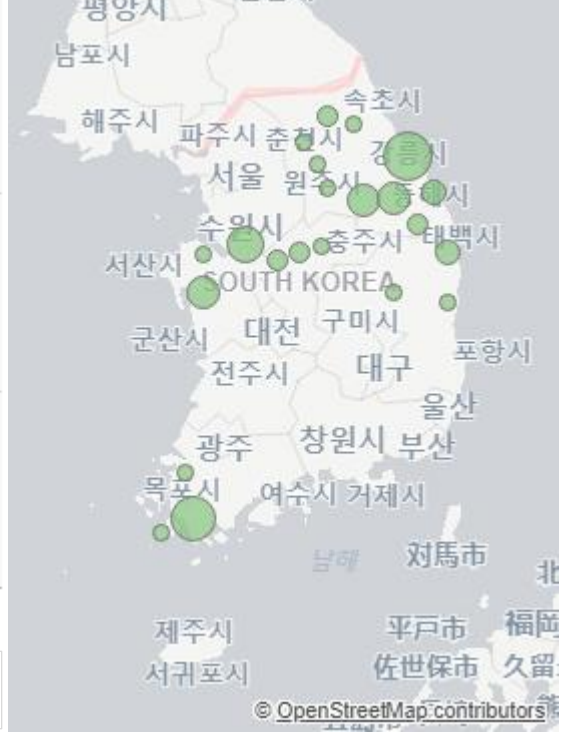 평양시
남포시
속초시
해주시
파주시 춘천시
강릉시
서울 원주시
동해시
수원시
충주시 태백시
서산시
SOUTH KOREA
구미시
군산시 대전
포항시
전주시 대구
울산
광주 창원시 부산
목포시 여수시 거제시
남해 対馬市
北
제주시 平戸市 福岡
서귀포시 佐世保市 久留
© OpenStreetMap contributors